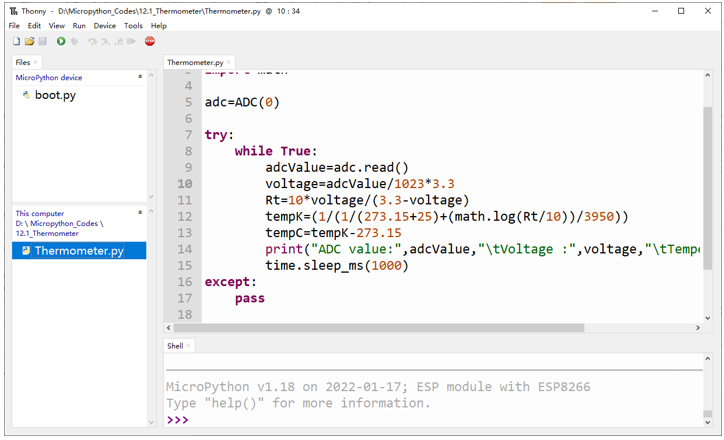 Thonny - D:\Micropython_Codes\12.1_Thermometer\Thermometer.py @ 10 : 34
File Edit View Run Device Tools Help
Files
MicroPython device
boot.py
This computer
D: \ Micropython_Codes \
12.1_Thermometer
Thermometer.py
Thermometer.py
import math
4
5 adc=ADC(0)
6
7 try:
8 while True:
9 adcValue=adc.read()
10 voltage=adcValue/1023*3.3
11 Rt=10*voltage/(3.3-voltage)
12 tempK=(1/(1/(273.15+25)+(math.log(Rt/10))/3950))
13 tempC=tempK-273.15
14 print("ADC value:",adcValue,"\tVoltage :",voltage,"\tTempe
15 time.sleep_ms(1000)
16 except:
17 pass
18
Shell
MicroPython v1.18 on 2022-01-17; ESP module with ESP8266
Type "help()" for more information.
>>>